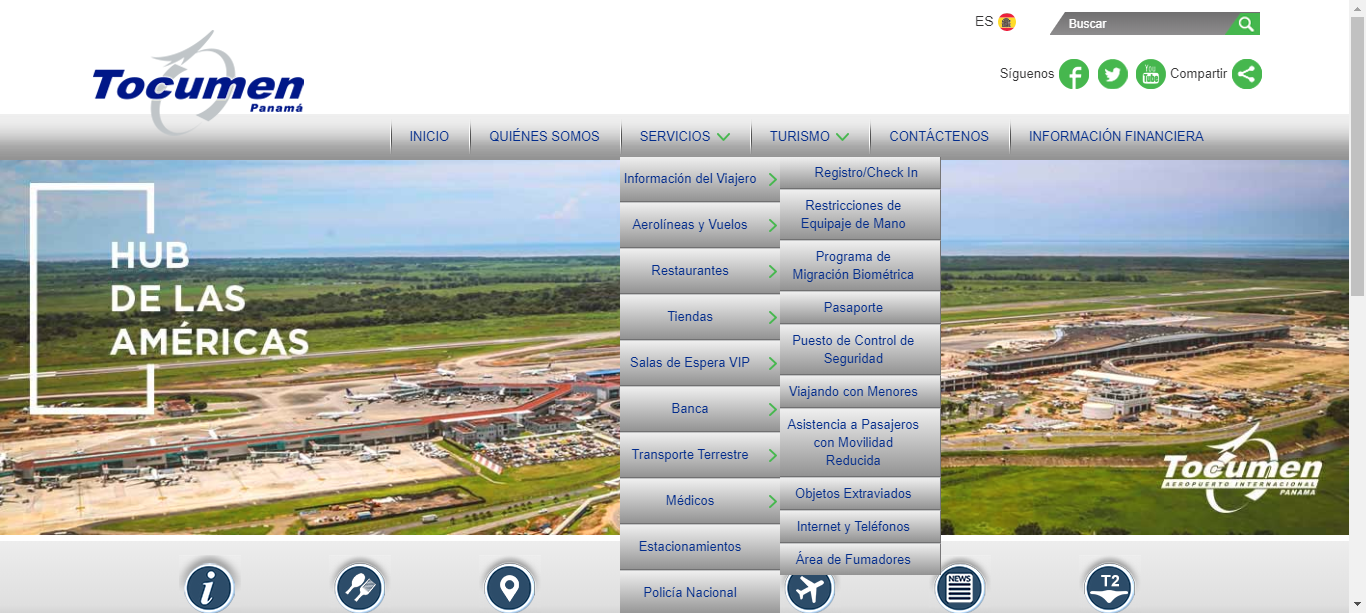 ES
Buscar
Tocumen
Panamá
Síguenos
You
Tube
Compartir
INICIO
QUIÉNES SOMOS
SERVICIOS
TURISMO
CONTÁCTENOS
INFORMACIÓN FINANCIERA
HUB
DE LAS
AMÉRICAS
Información del Viajero
Aerolíneas y Vuelos
Restaurantes
Tiendas
Salas de Espera VIP
Banca
Transporte Terrestre
Médicos
Estacionamientos
Policía Nacional
Registro/Check In
Restricciones de
Equipaje de Mano
Programa de
Migración Biométrica
Pasaporte
Puesto de Control de
Seguridad
Viajando con Menores
Asistencia a Pasajeros
con Movilidad
Reducida
Objetos Extraviados
Internet y Teléfonos
Área de Fumadores
Tocumen
AEROPUERTO INTERNACIONAL
PANAMA
NEWS
T2